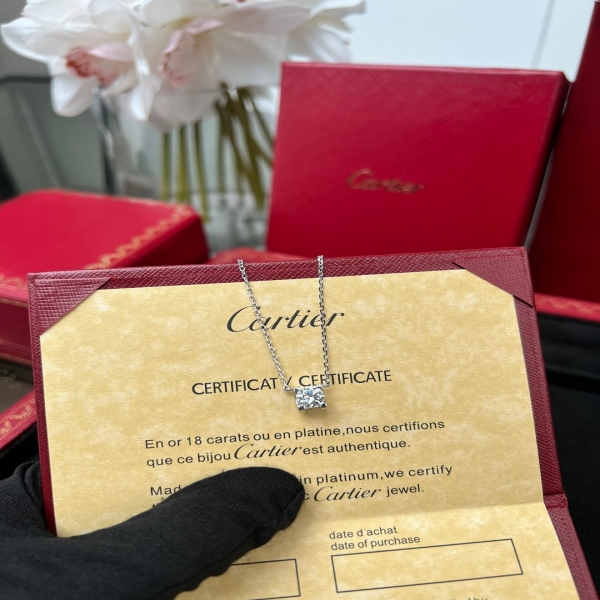 Cartier
Cartier
CERTIFICAT / CERTIFICATE
En or 18 carats ou en platine,nous certifions
que ce bijou Cartier est authentique.
Made in platinum,we certify
Cartier jewel.
date d achat
date of purchase